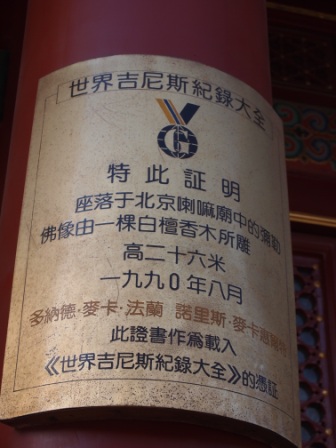 世界吉尼斯紀錄大全
G
特此証明
座落于北京喇嘛廟中的彌勒
佛像由一棵白檀香木所雕
高二十六米
一九九〇年八月
多納德·麥卡·法蘭 諾里斯·麥卡
此證書作爲載入
《世界吉尼斯紀錄大全》的憑証